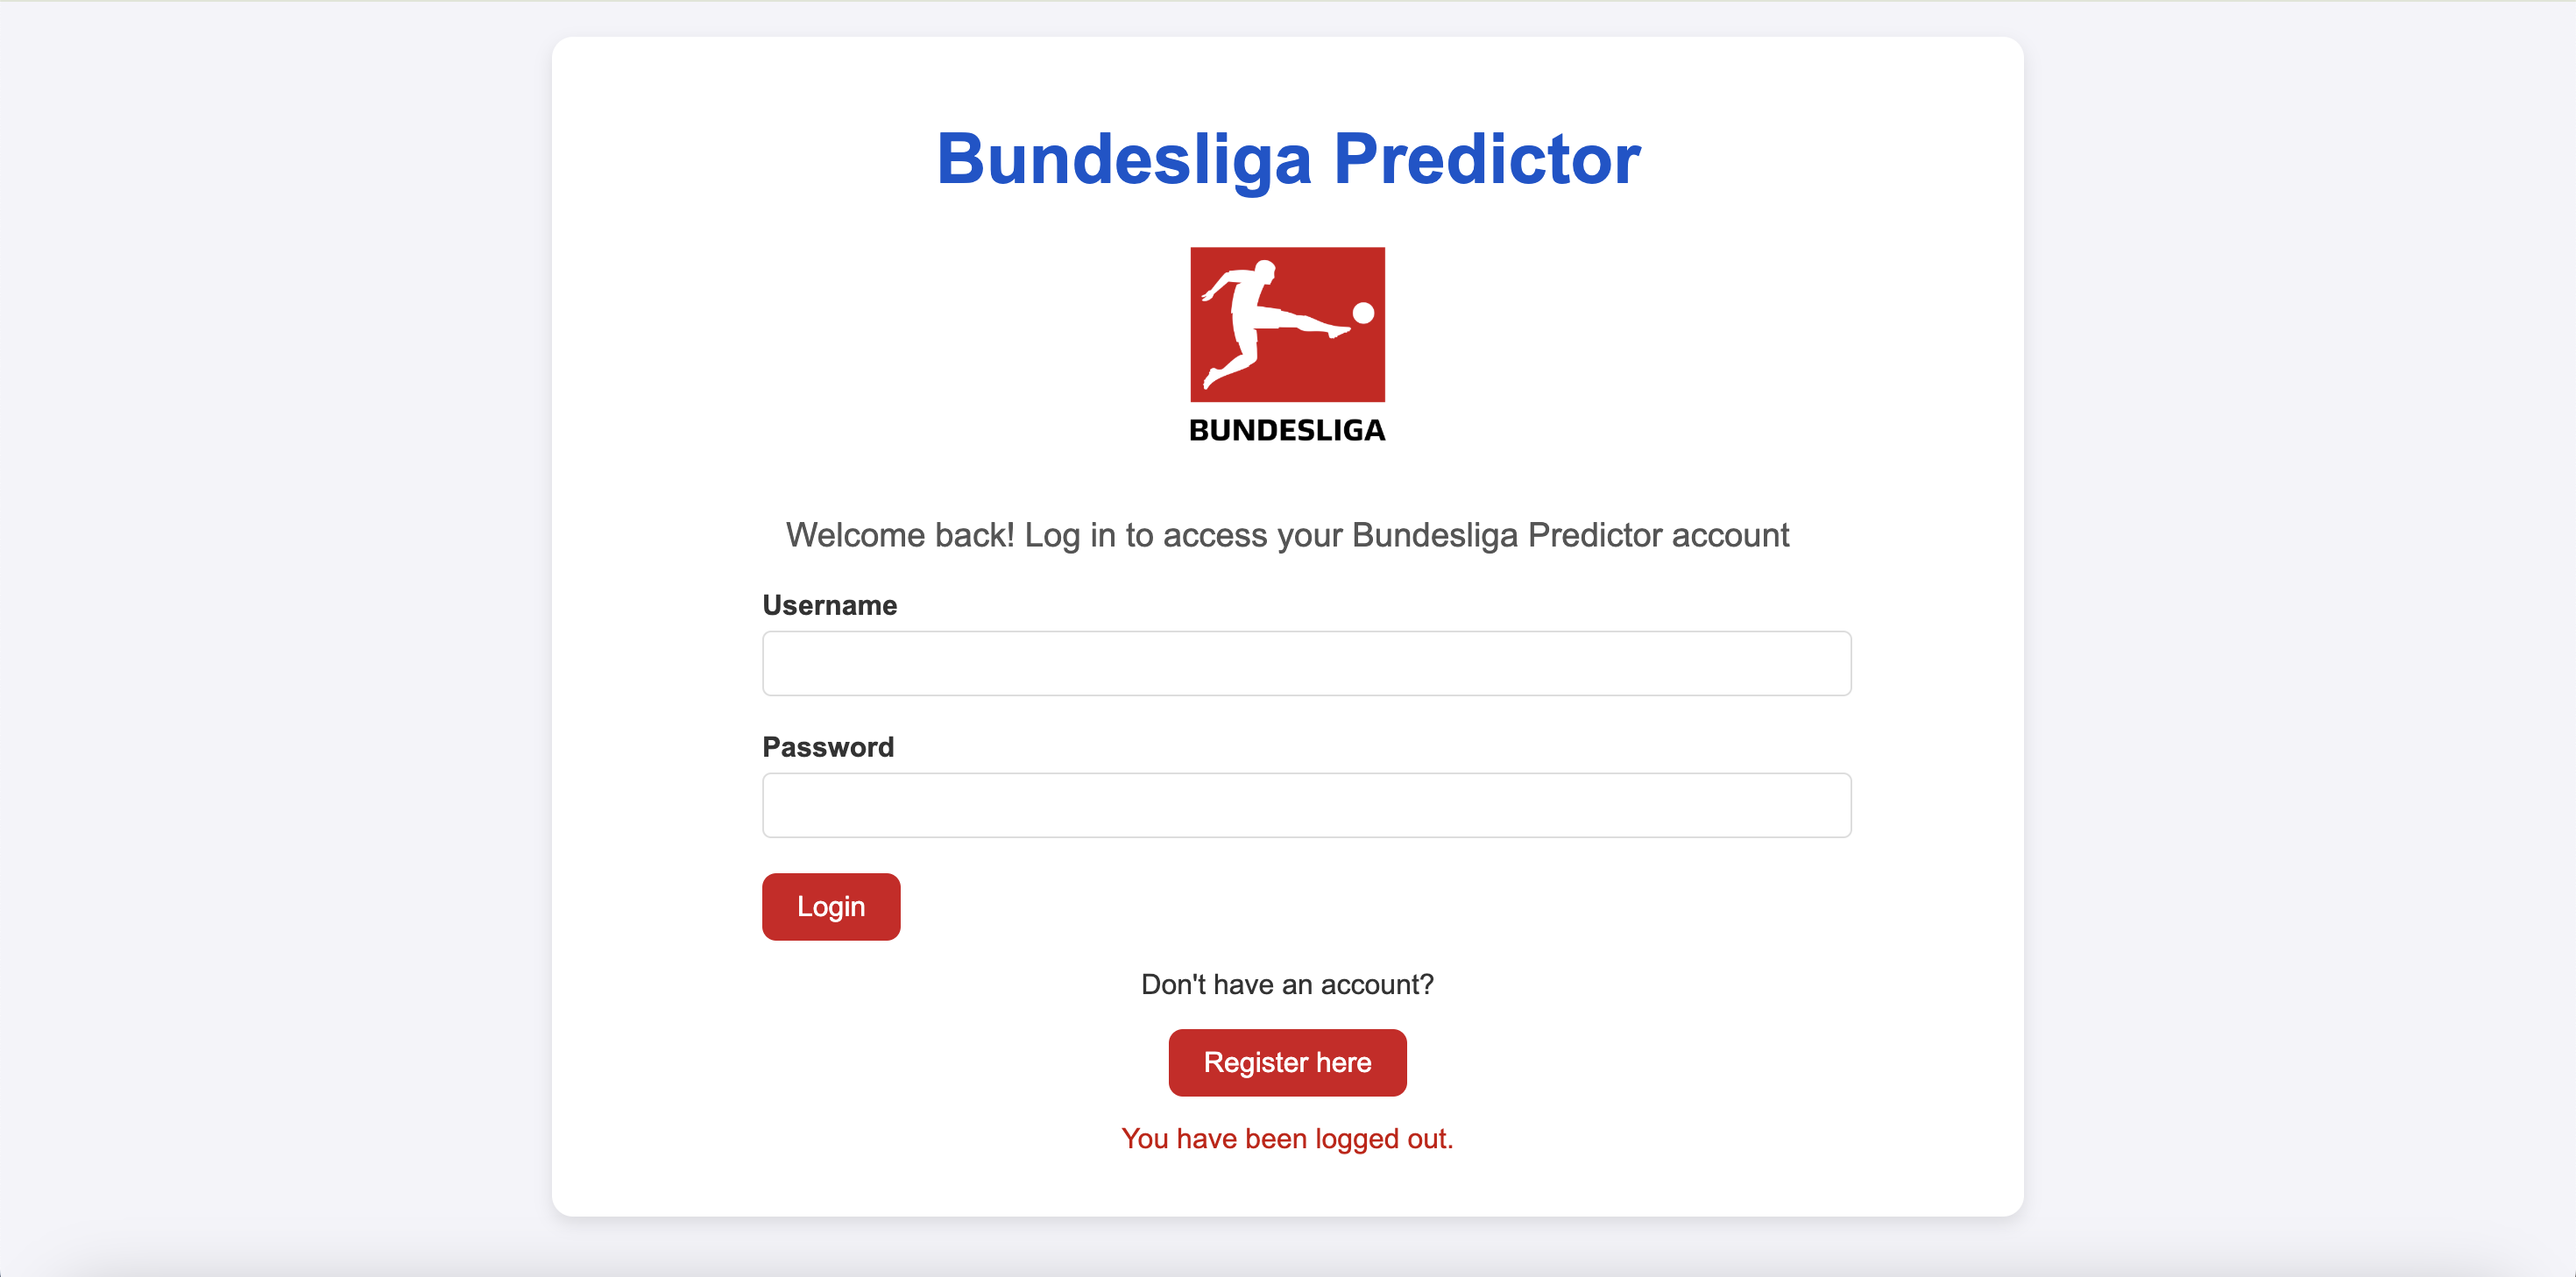 Bundesliga Predictor
BUNDESLIGA
Welcome back! Log in to access your Bundesliga Predictor account
Username
Password
Login
Don't have an account?
Register here
You have been logged out.